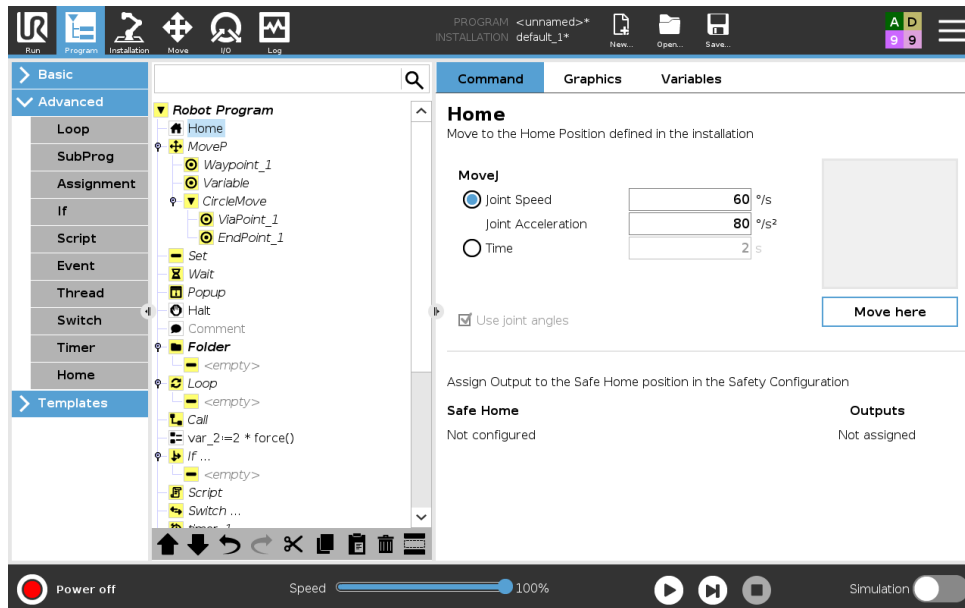 PROGRAM <unnamed>*
INSTALLATION default_1*
UR
Run
Program
Installation
Move
I/O
Log
New...
Open...
Save...
A D
9 9
Basic
Advanced
Loop
SubProg
Assignment
If
Script
Event
Thread
Switch
Timer
Home
Templates
Robot Program
Home
MoveP
Waypoint_1
Variable
CircleMove
ViaPoint_1
EndPoint_1
Set
Wait
Popup
Halt
Comment
Folder
<empty>
Loop
<empty>
Call
var_2:=2 * force()
If ...
<empty>
Script
Switch ...
timer_1
Command Graphics Variables
Home
Move to the Home Position defined in the installation
MoveJ
Joint Speed 60 °/s
Joint Acceleration 80 °/s²
Time 2 s
Use joint angles
Move here
Assign Output to the Safe Home position in the Safety Configuration
Safe Home Outputs
Not configured Not assigned
Power off Speed 100% Simulation